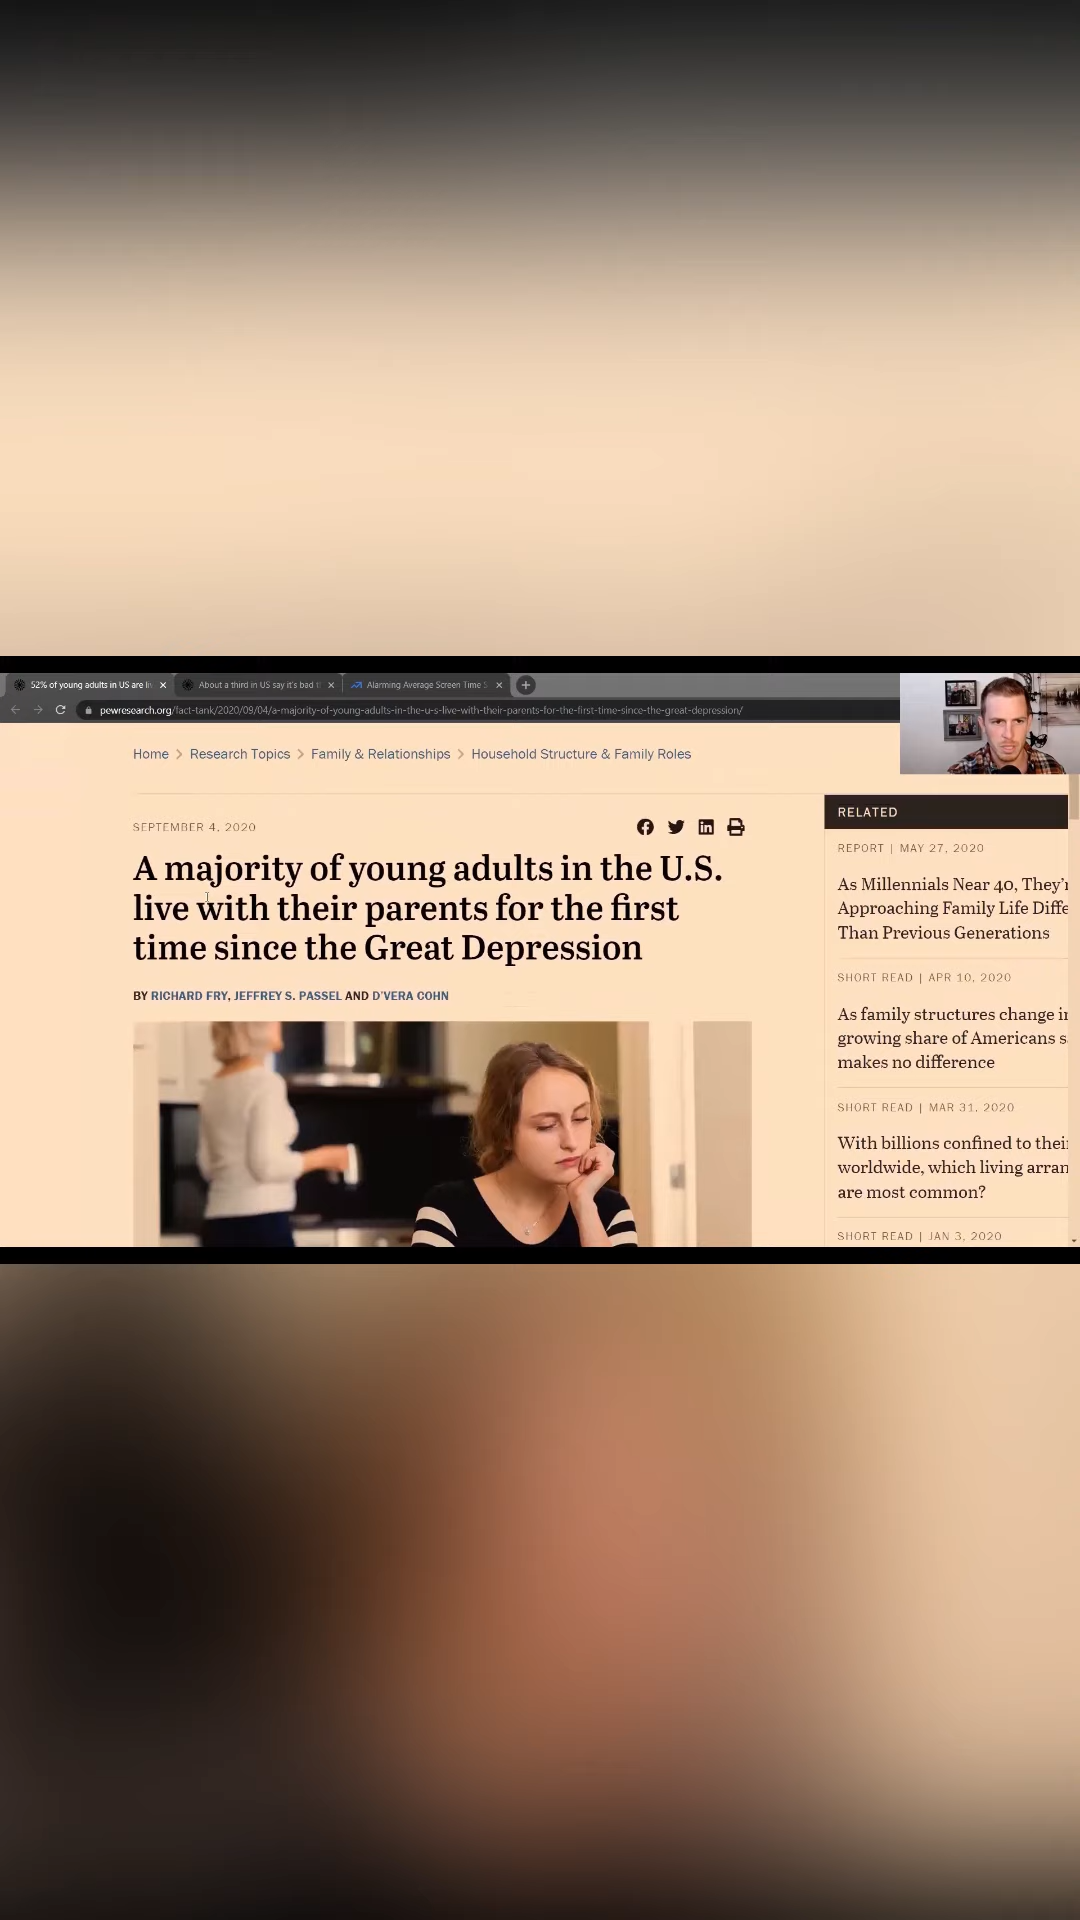 52% of young adults in US are li
About a third in US say it's bad t
Alarming Average Screen Time S
pewresearch.org/fact-tank/2020/09/04/a-majority-of-young-adults-in-the-u-s-live-with-their-parents-for-the-first-time-since-the-great-depression/
Home > Research Topics > Family & Relationships > Household Structure & Family Roles
SEPTEMBER 4, 2020
A majority of young adults in the U.S.
live with their parents for the first
time since the Great Depression
BY RICHARD FRY, JEFFREY S. PASSEL AND D'VERA COHN
RELATED
REPORT | MAY 27, 2020
As Millennials Near 40, They'r
Approaching Family Life Diffe
Than Previous Generations
SHORT READ | APR 10, 2020
As family structures change in
growing share of Americans s
makes no difference
SHORT READ | MAR 31, 2020
With billions confined to thei
worldwide, which living arran
are most common?
SHORT READ | JAN 3, 2020